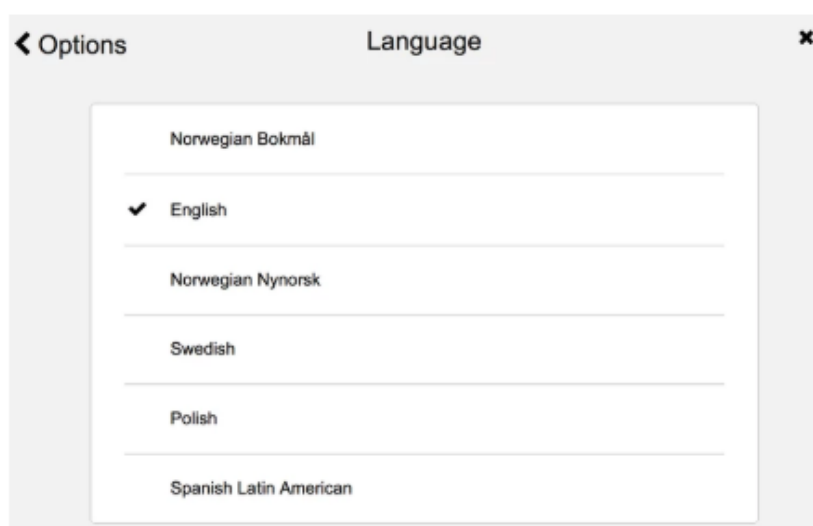 Options
Language
Norwegian Bokmål
English
Norwegian Nynorsk
Swedish
Polish
Spanish Latin American